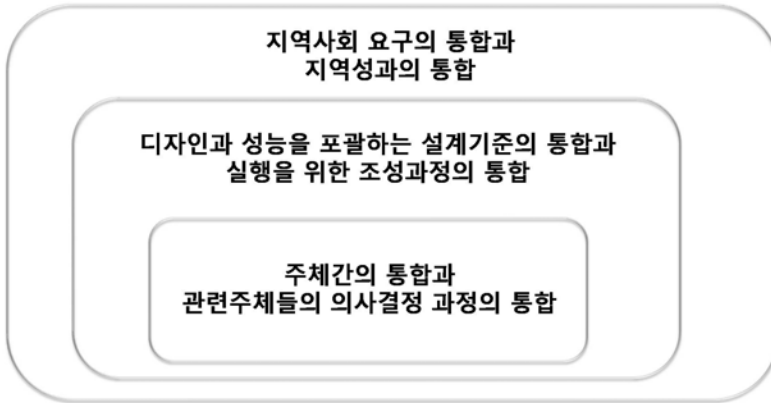 지역사회 요구의 통합과
지역성과의 통합
디자인과 성능을 포괄하는 설계기준의 통합과
실행을 위한 조성과정의 통합
주체간의 통합과
관련주체들의 의사결정 과정의 통합